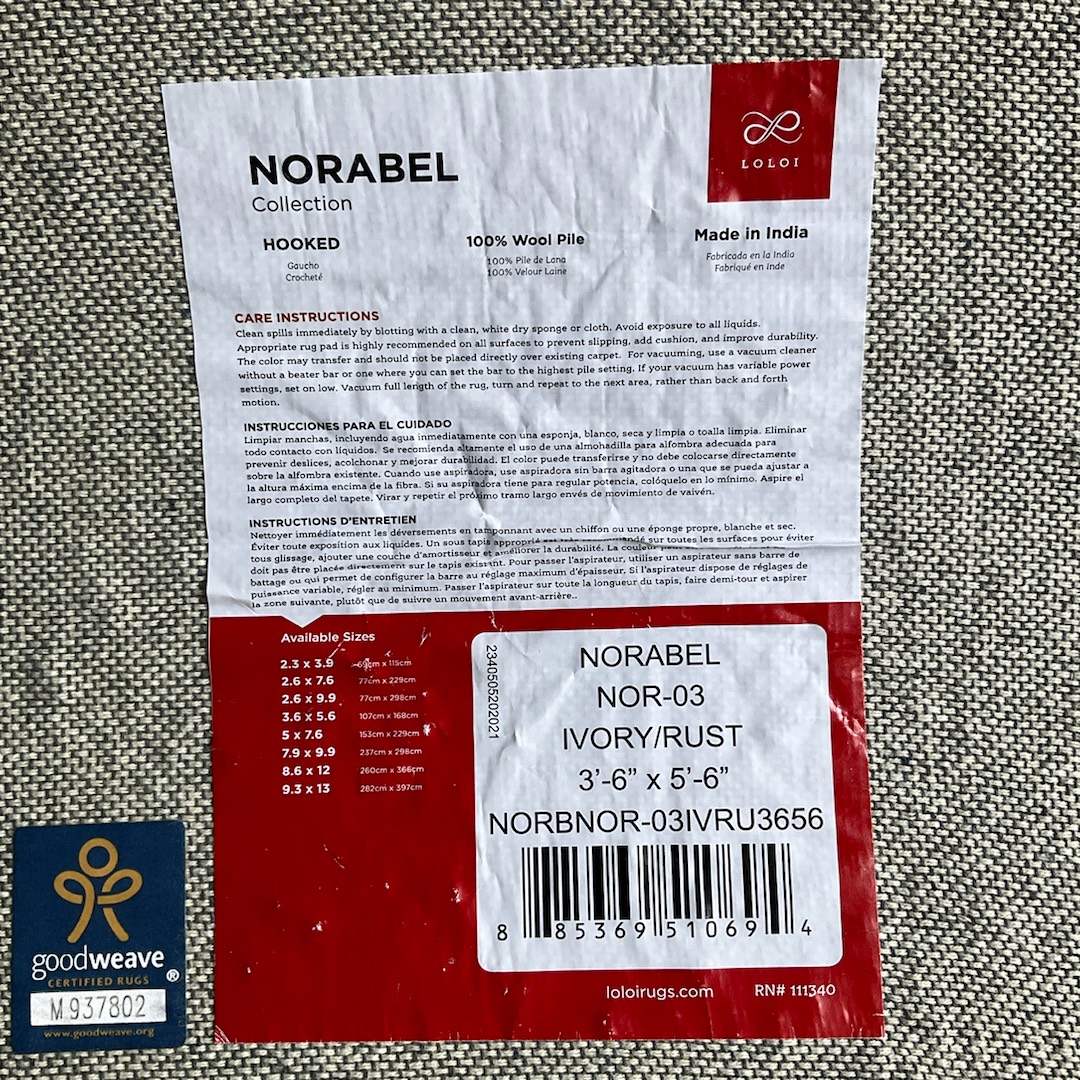 LOLOI
NORABEL
Collection
HOOKED
Gaucho
Crocheté
100% Wool Pile
100% Pile de Lana
100% Velour Laine
Made in India
Fabricada en la India
Fabriqué en Inde
CARE INSTRUCTIONS
Clean spills immediately by blotting with a clean, white dry sponge or cloth. Avoid exposure to all liquids.
Appropriate rug pad is highly recommended on all surfaces to prevent slipping, add cushion, and improve durability.
The color may transfer and should not be placed directly over existing carpet. For vacuuming, use a vacuum cleaner
without a beater bar or one where you can set the bar to the highest pile setting. If your vacuum has variable power
settings, set on low. Vacuum full length of the rug, turn and repeat to the next area, rather than back and forth
motion.
INSTRUCCIONES PARA EL CUIDADO
Limpiar manchas, incluyendo agua inmediatamente con una esponja, blanco, seca y limpia o toalla limpia. Eliminar
todo contacto con líquidos. Se recomienda altamente el uso de una almohadilla para alfombra adecuada para
prevenir deslices, acolchonar y mejorar durabilidad. El color puede transferirse y no debe colocarse directamente
sobre la alfombra existente. Cuando use aspiradora, use aspiradora sin barra agitadora o una que se pueda ajustar a
la altura máxima encima de la fibra. Si su aspiradora tiene para regular potencia, colóquelo en lo mínimo. Aspire el
largo completo del tapete. Virar y repetir el próximo tramo largo envés de movimiento de vaivén.
INSTRUCTIONS D'ENTRETIEN
Nettoyer immédiatement les déversements en tamponnant avec un chiffon ou une éponge propre, blanche et sec.
Éviter toute exposition aux liquides. Un sous tapis approprié est sur toutes les surfaces pour éviter
tous glissage, ajouter une couche d'amortisseur et améliorer la durabilité. La couleur
doit pas être placée directement sur le tapis existant. Pour passer l'aspirateur, utiliser un aspirateur sans barre de
battage ou qui permet de configurer la barre au réglage maximum d'épaisseur. Si l'aspirateur dispose de réglages de
puissance variable, régler au minimum. Passer l'aspirateur sur toute la longueur du tapis, faire demi-tour et aspirer
la zone suivante, plutôt que de suivre un mouvement avant-arrière..
Available Sizes
2.3 x 3.9 69cm x 115cm
2.6 x 7.6 77cm x 229cm
2.6 x 9.9 77cm x 298cm
3.6 x 5.6 107cm x 168cm
5 x 7.6 153cm x 229cm
7.9 x 9.9 237cm x 298cm
8.6 x 12 260cm x 366cm
9.3 x 13 282cm x 397cm
2340505202021
NORABEL
NOR-03
IVORY/RUST
3'-6" x 5'-6"
NORBNOR-03IVRU3656
8 85369 51069 4
loloirugs.com RN# 111340
goodweave®
CERTIFIED RUGS
M 937802
www.goodweave.org